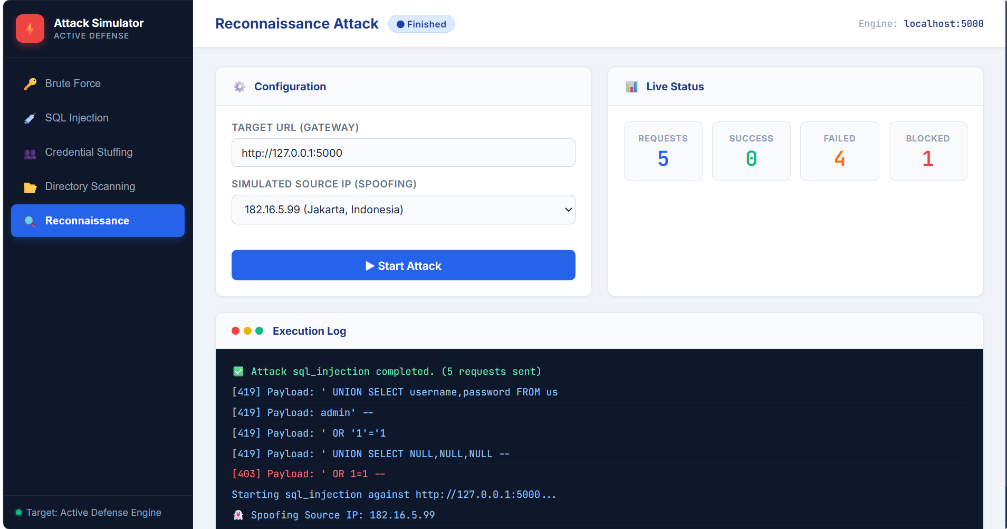 Attack Simulator
ACTIVE DEFENSE
Brute Force
SQL Injection
Credential Stuffing
Directory Scanning
Reconnaissance
Target: Active Defense Engine
Reconnaissance Attack
Finished
Engine: localhost:5000
Configuration
TARGET URL (GATEWAY)
http://127.0.0.1:5000
SIMULATED SOURCE IP (SPOOFING)
182.16.5.99 (Jakarta, Indonesia)
▶ Start Attack
Live Status
REQUESTS
5
SUCCESS
0
FAILED
4
BLOCKED
1
Execution Log
✅ Attack sql_injection completed. (5 requests sent)
[419] Payload: ' UNION SELECT username,password FROM us
[419] Payload: admin' --
[419] Payload: ' OR '1'='1
[419] Payload: ' UNION SELECT NULL,NULL,NULL --
[403] Payload: ' OR 1=1 --
Starting sql_injection against http://127.0.0.1:5000...
👻 Spoofing Source IP: 182.16.5.99